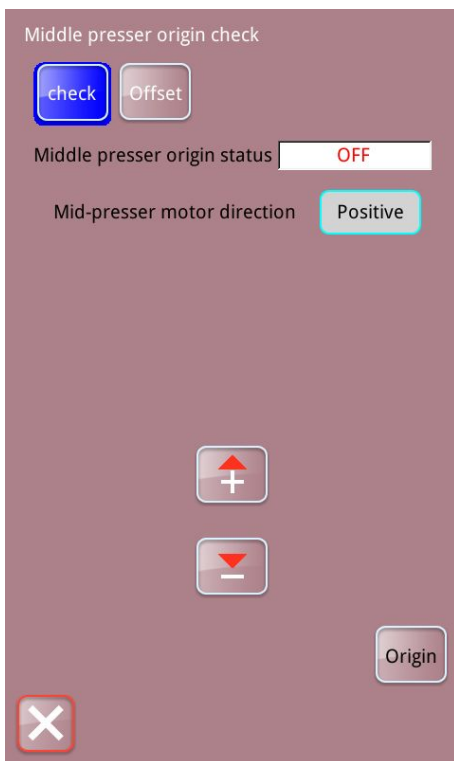 Middle presser origin check
check Offset
Middle presser origin status OFF
Mid-presser motor direction Positive
+
−
Origin